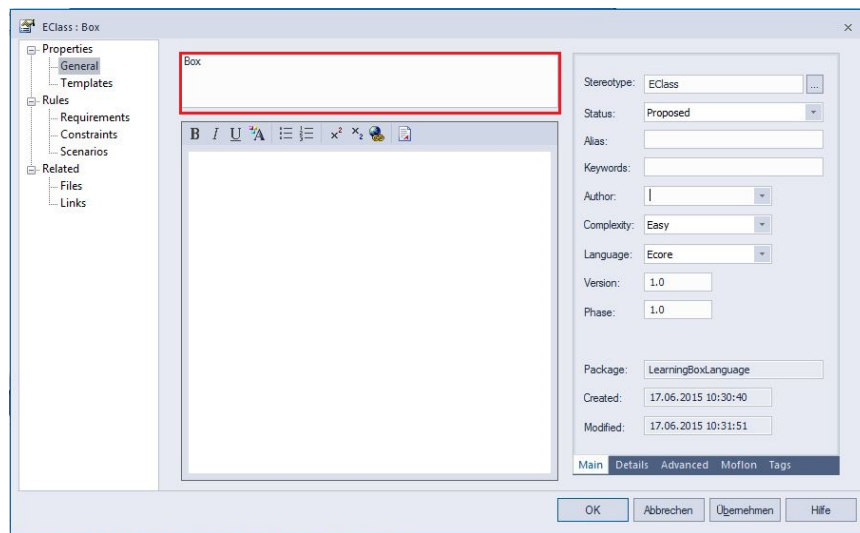 EClass : Box
Properties
General
Templates
Rules
Requirements
Constraints
Scenarios
Related
Files
Links
Box
B I U A x² x₂
Stereotype: EClass ...
Status: Proposed
Alias:
Keywords:
Author:
Complexity: Easy
Language: Ecore
Version: 1.0
Phase: 1.0
Package: LearningBoxLanguage
Created: 17.06.2015 10:30:40
Modified: 17.06.2015 10:31:51
Main Details Advanced Moflon Tags
OK Abbrechen Übernehmen Hilfe